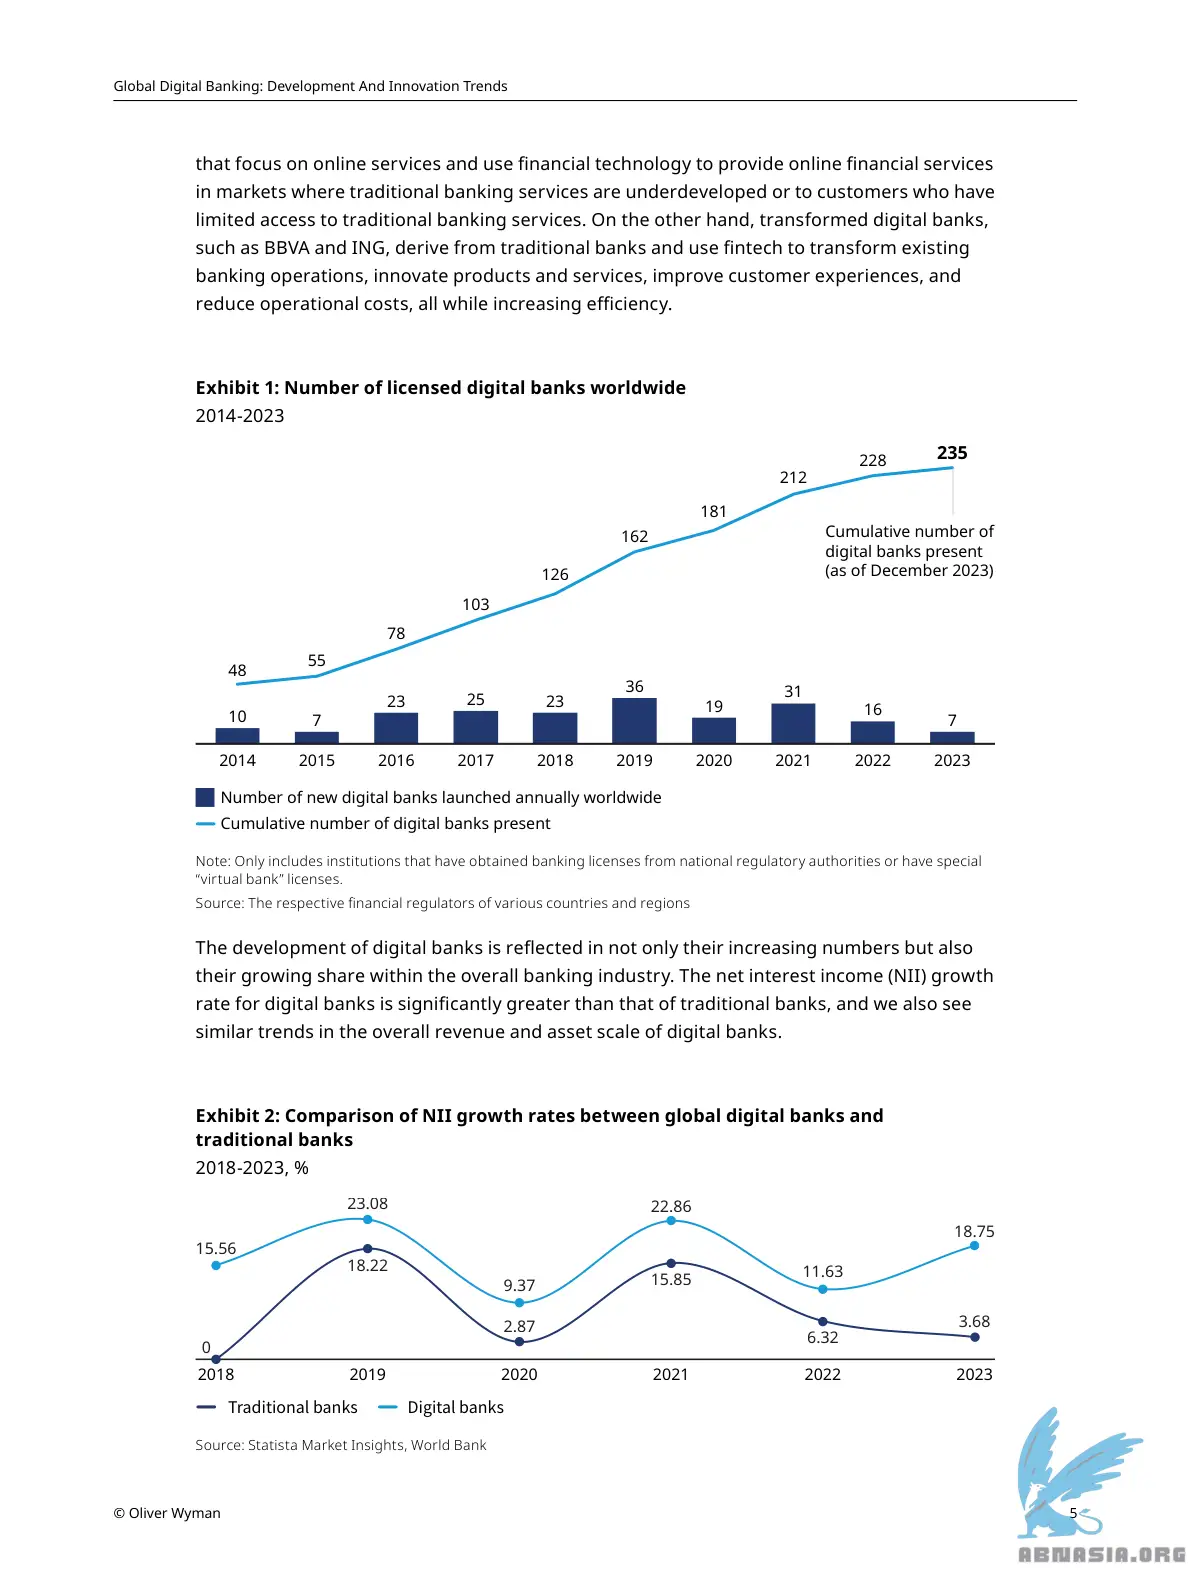 Global Digital Banking: Development And Innovation Trends
that focus on online services and use financial technology to provide online financial services
in markets where traditional banking services are underdeveloped or to customers who have
limited access to traditional banking services. On the other hand, transformed digital banks,
such as BBVA and ING, derive from traditional banks and use fintech to transform existing
banking operations, innovate products and services, improve customer experiences, and
reduce operational costs, all while increasing efficiency.
Exhibit 1: Number of licensed digital banks worldwide
2014-2023
235
228
212
181
162
126
103
78
55
48
Cumulative number of
digital banks present
(as of December 2023)
10 7 23 25 23 36 19 31 16 7
2014 2015 2016 2017 2018 2019 2020 2021 2022 2023
Number of new digital banks launched annually worldwide
Cumulative number of digital banks present
Note: Only includes institutions that have obtained banking licenses from national regulatory authorities or have special
“virtual bank” licenses.
Source: The respective financial regulators of various countries and regions
The development of digital banks is reflected in not only their increasing numbers but also
their growing share within the overall banking industry. The net interest income (NII) growth
rate for digital banks is significantly greater than that of traditional banks, and we also see
similar trends in the overall revenue and asset scale of digital banks.
Exhibit 2: Comparison of NII growth rates between global digital banks and
traditional banks
2018-2023, %
15.56 23.08 9.37 22.86 11.63 18.75
0 18.22 2.87 15.85 6.32 3.68
2018 2019 2020 2021 2022 2023
Traditional banks Digital banks
Source: Statista Market Insights, World Bank
© Oliver Wyman 5
ABNASIA.ORG